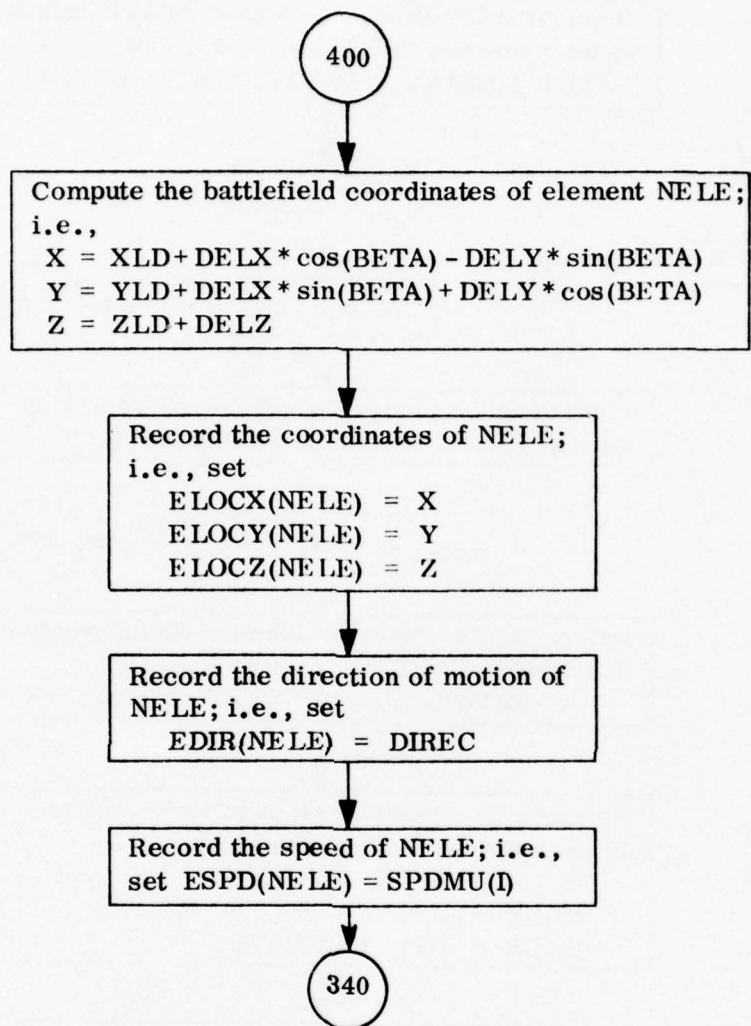 400
Compute the battlefield coordinates of element NELE;
i.e.,
X = XLD+ DELX * cos(BETA) - DELY * sin(BETA)
Y = YLD+ DELX * sin(BETA) + DELY * cos(BETA)
Z = ZLD+ DELZ
Record the coordinates of NELE;
i.e., set
ELOCX(NELE) = X
ELOCY(NELE) = Y
ELOCZ(NELE) = Z
Record the direction of motion of
NELE; i.e., set
EDIR(NELE) = DIREC
Record the speed of NELE; i.e.,
set ESPD(NELE) = SPDMU(I)
340